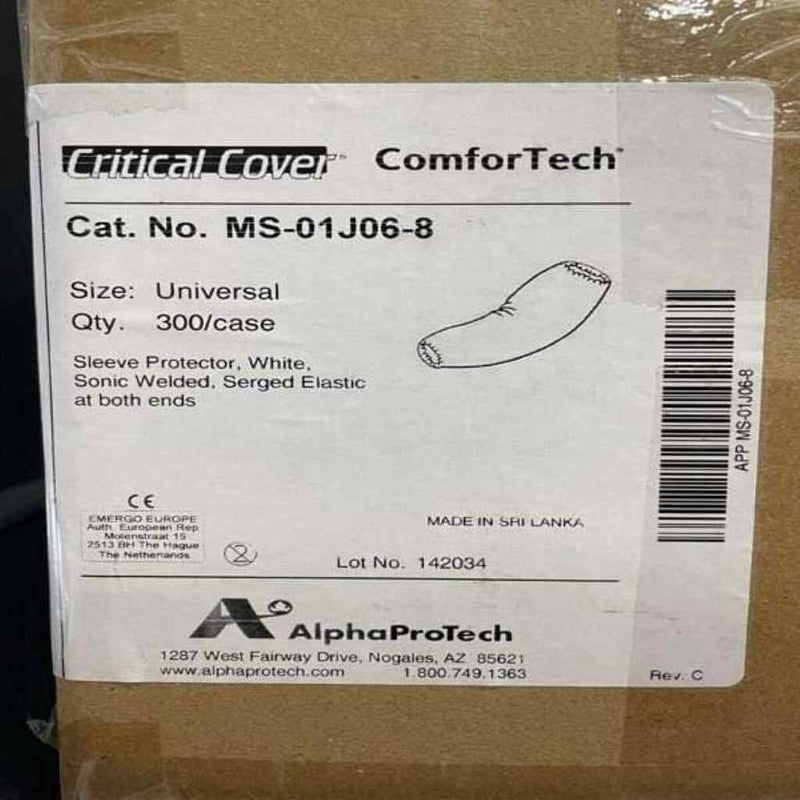 Critical Cover™ ComforTech™
Cat. No. MS-01J06-8
Size: Universal
Qty. 300/case
Sleeve Protector, White,
Sonic Welded, Serged Elastic
at both ends
APP MS-01J06-8
CE
EMERGO EUROPE
Auth. European Rep
Molenstraat 15
2513 BH The Hague
The Netherlands
2
MADE IN SRI LANKA
Lot No. 142034
AlphaProTech
1287 West Fairway Drive, Nogales, AZ 85621
www.alphaprotech.com 1.800.749.1363
Rev. C